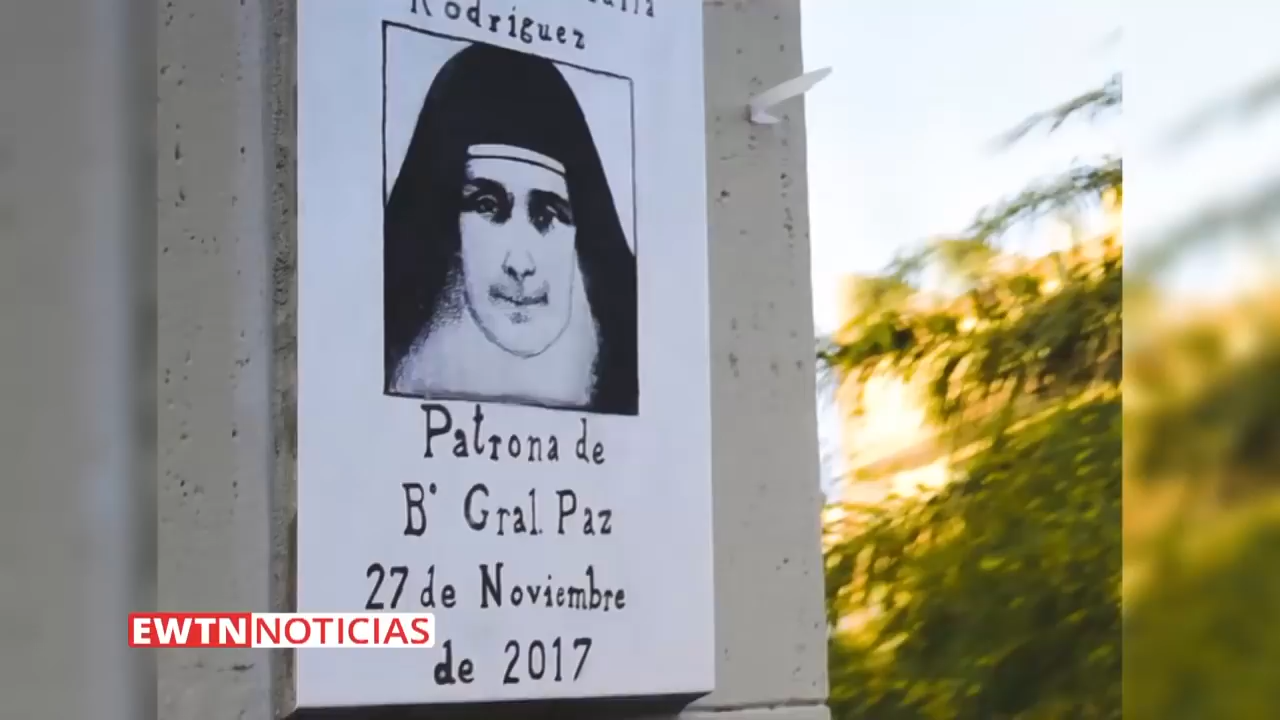 Rodriguez
Patrona de
B° Gral. Paz
27 de Noviembre
de 2017
EWTN NOTICIAS